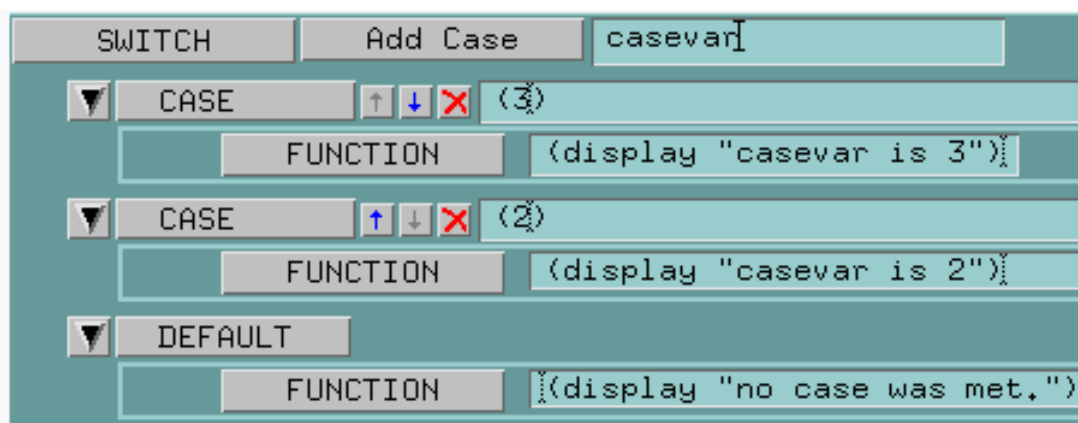 SWITCH Add Case casevar
CASE (3)
FUNCTION (display "casevar is 3")
CASE (2)
FUNCTION (display "casevar is 2")
DEFAULT
FUNCTION (display "no case was met.")